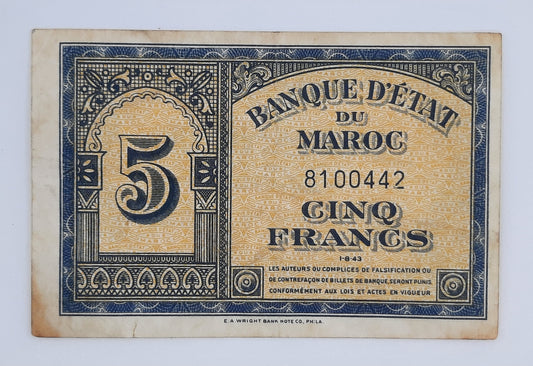 BANQUE D'ÉTAT
DU
MAROC
8100442
5
CINQ
FRANCS
1-8-43
LES AUTEURS OU COMPLICES DE FALSIFICATION OU
DE CONTREFAÇON DE BILLETS DE BANQUE, SERONT PUNIS,
CONFORMÉMENT AUX LOIS ET ACTES EN VIGUEUR
E.A. WRIGHT BANK NOTE CO., PHILA.